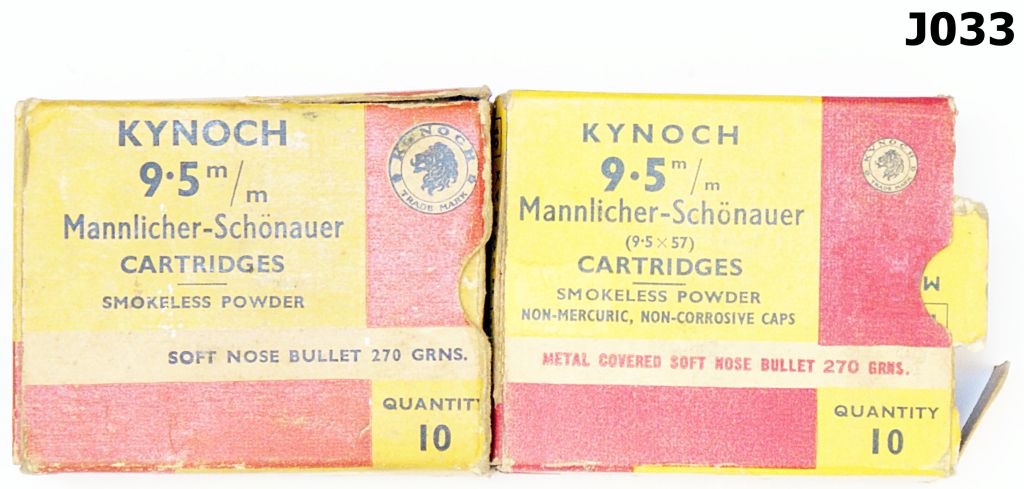 J033
KYNOCH
9·5 m/m
Mannlicher-Schönauer
CARTRIDGES
SMOKELESS POWDER
KYNOCH
TRADE MARK
SOFT NOSE BULLET 270 GRNS.
QUANTITY
10
KYNOCH
9·5 m/m
Mannlicher-Schönauer
(9·5 × 57)
CARTRIDGES
SMOKELESS POWDER
NON-MERCURIC, NON-CORROSIVE CAPS
KYNOCH
TRADE MARK
METAL COVERED SOFT NOSE BULLET 270 GRNS.
QUANTITY
10